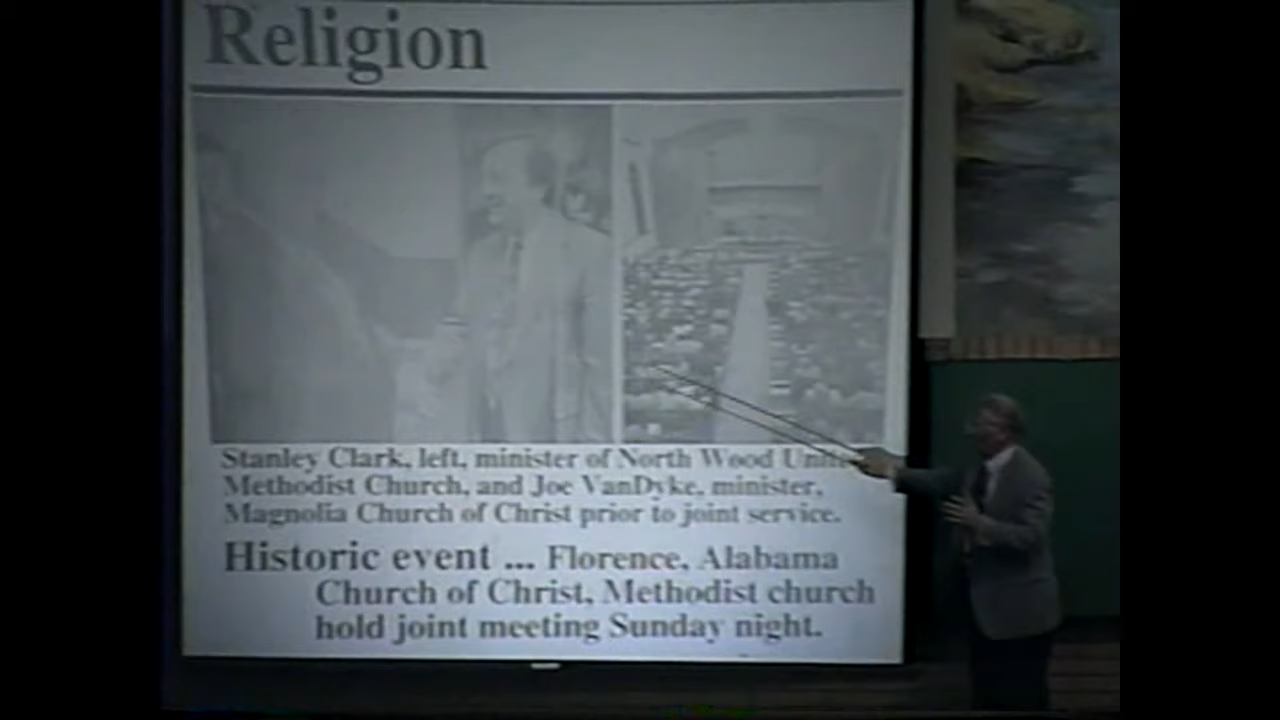 Religion
Stanley Clark, left, minister of North Wood
Methodist Church, and Joe VanDyke, minister,
Magnolia Church of Christ prior to joint service.
Historic event ... Florence, Alabama
Church of Christ, Methodist church
hold joint meeting Sunday night.